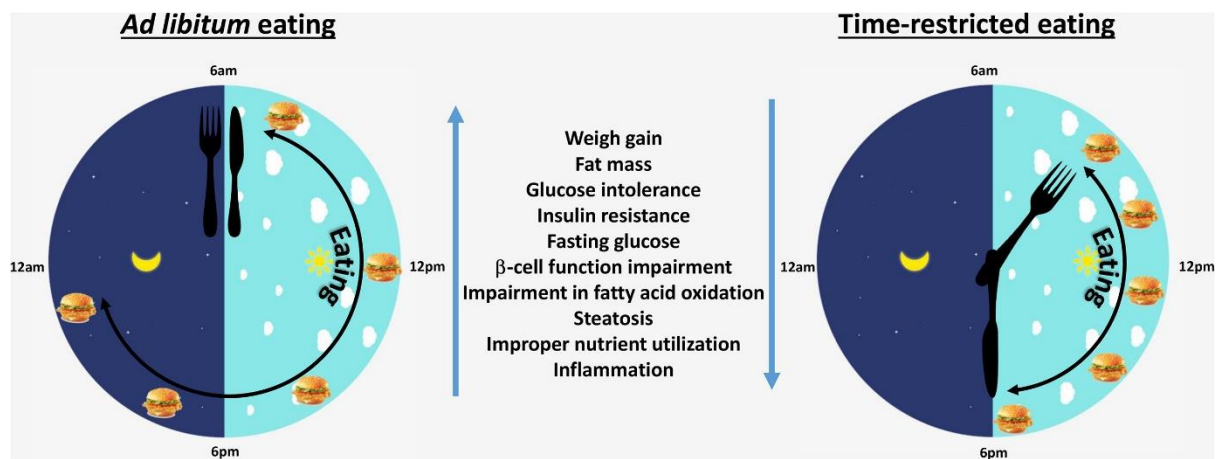 Ad libitum eating
6am
12am
12pm
6pm
Eating
Weigh gain
Fat mass
Glucose intolerance
Insulin resistance
Fasting glucose
β-cell function impairment
Impairment in fatty acid oxidation
Steatosis
Improper nutrient utilization
Inflammation
Time-restricted eating
6am
12am
12pm
6pm
Eating